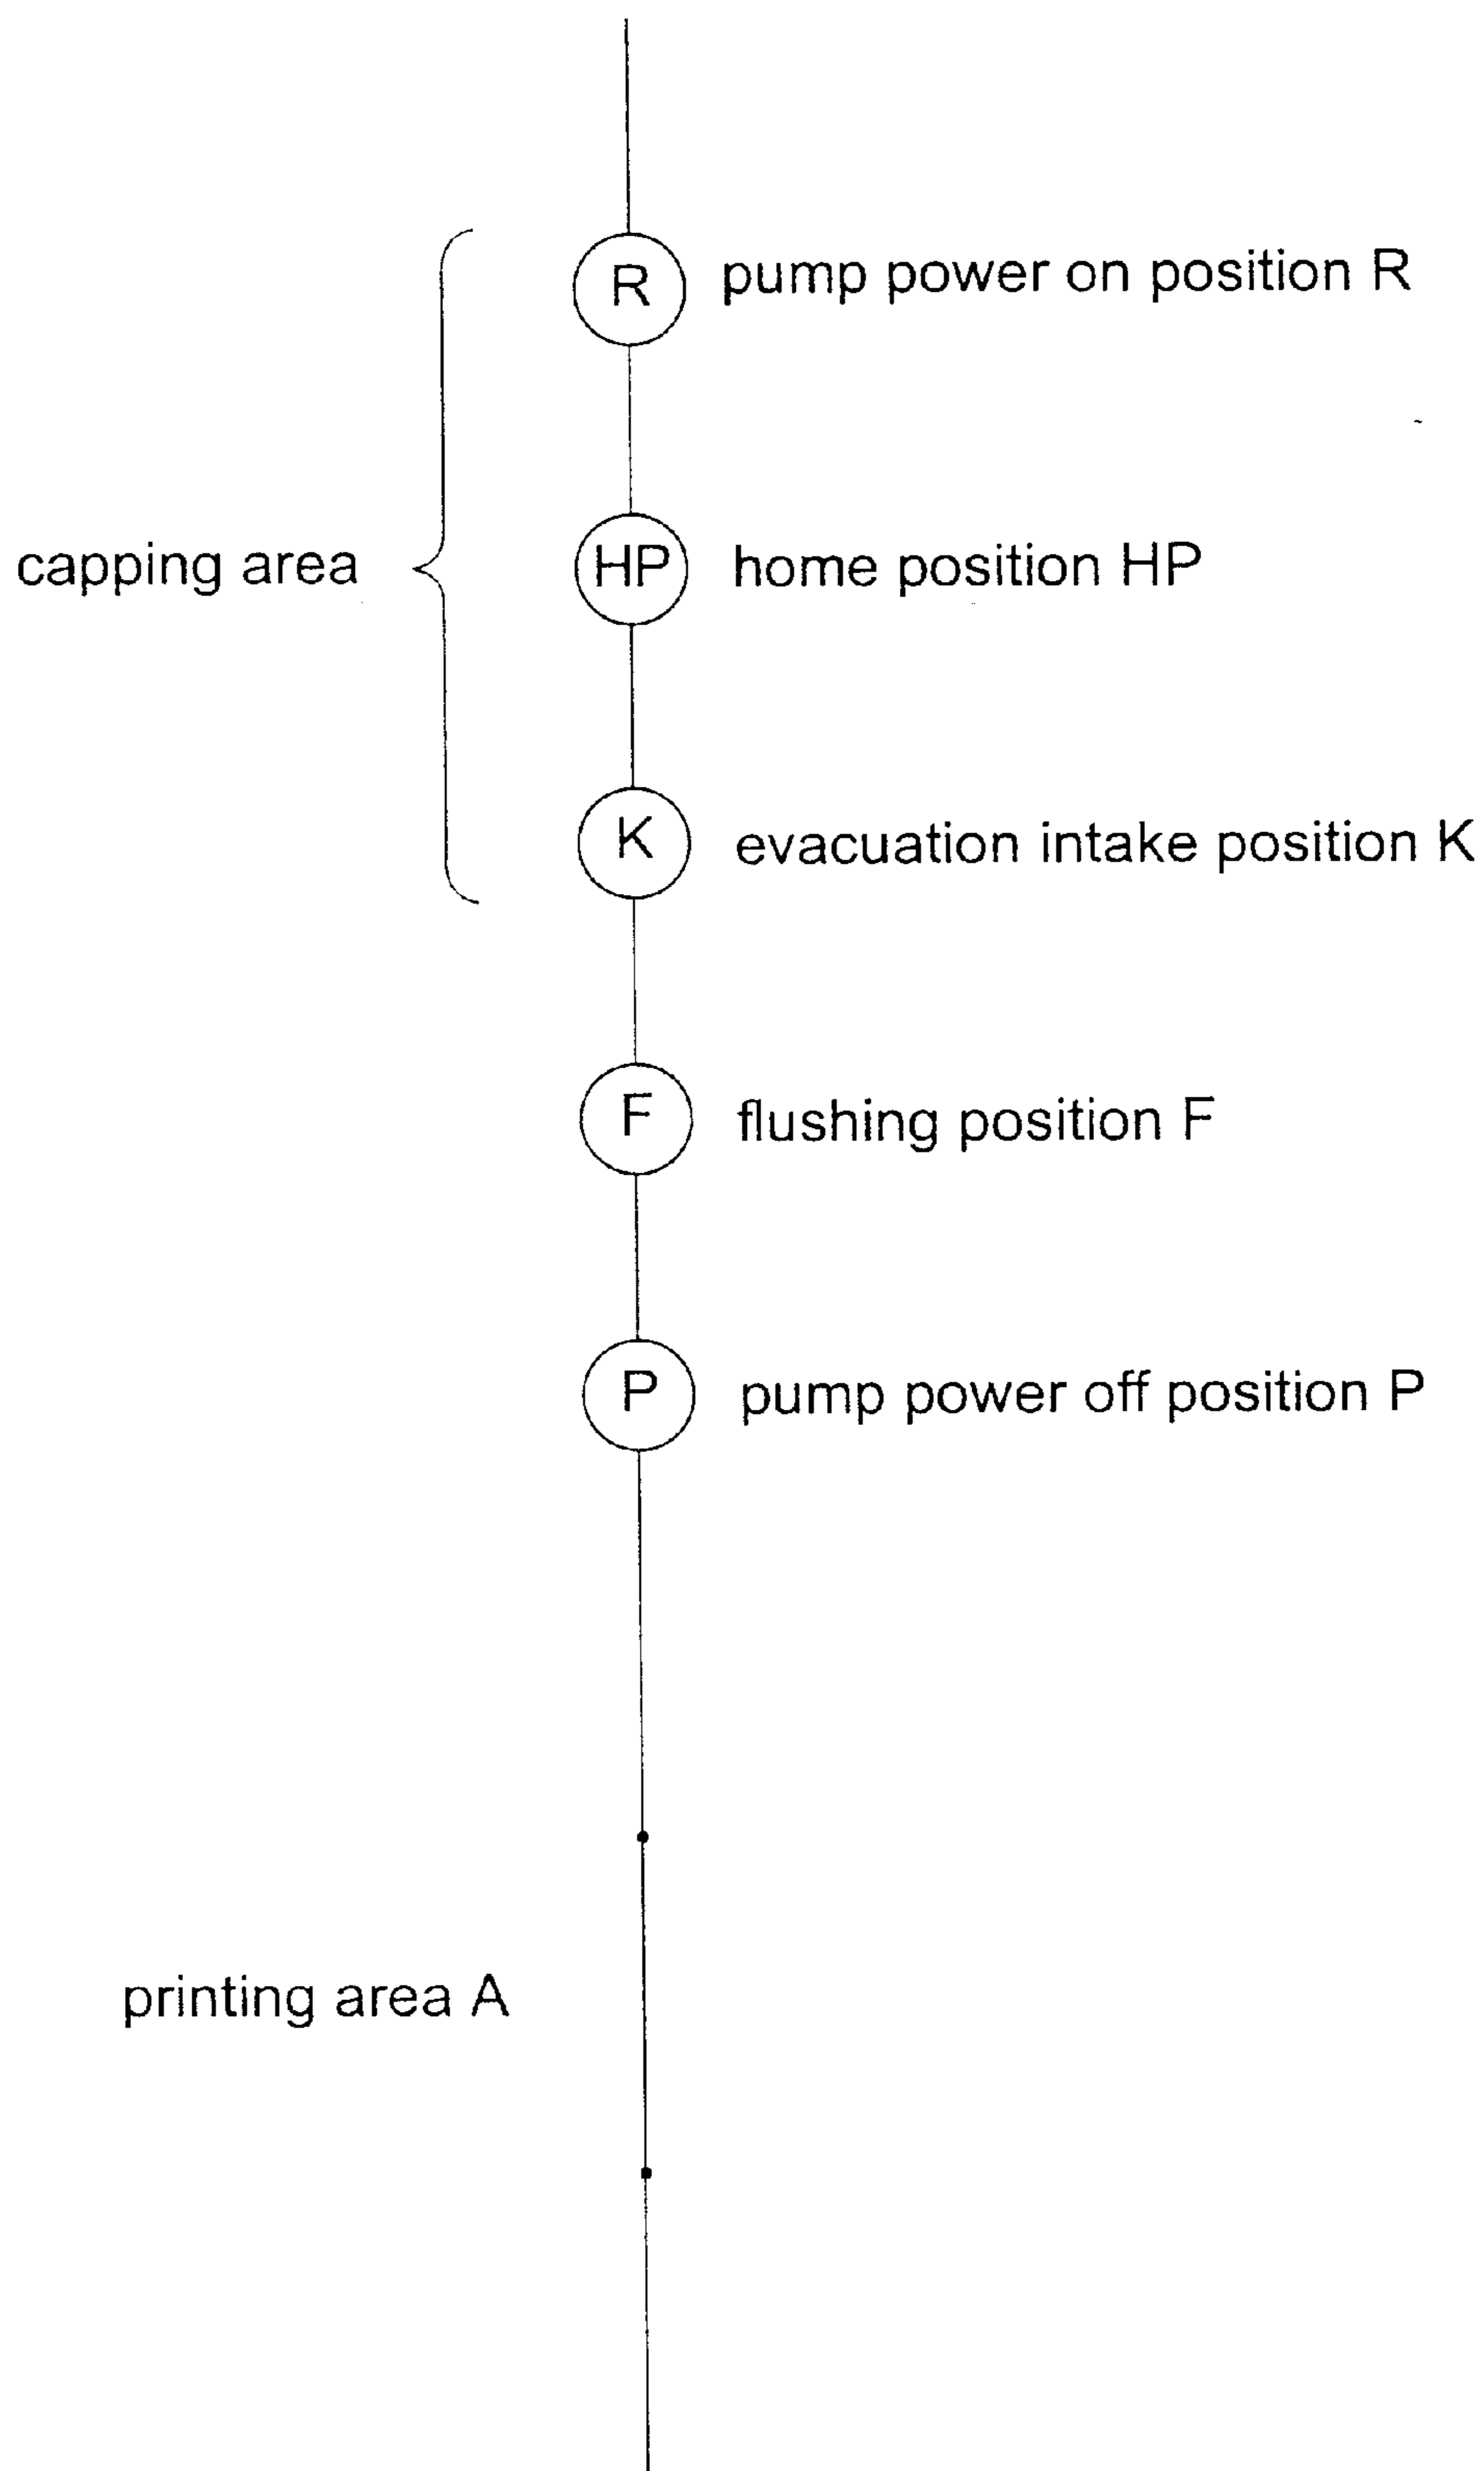 R pump power on position R
capping area HP home position HP
K evacuation intake position K
F flushing position F
P pump power off position P
printing area A